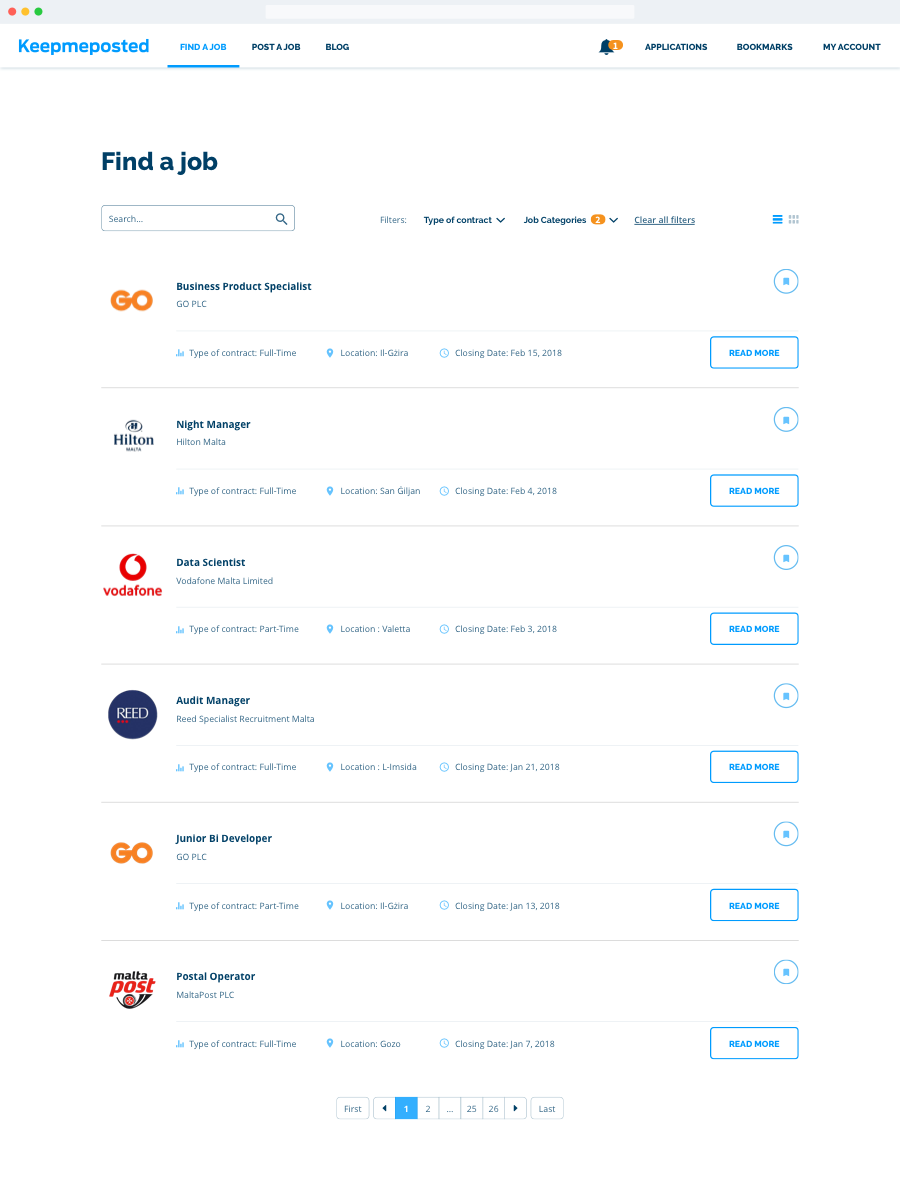 Keepmeposted FIND A JOB POST A JOB BLOG 1 APPLICATIONS BOOKMARKS MY ACCOUNT
Find a job
Search... Filters: Type of contract Job Categories 2 Clear all filters
GO
Business Product Specialist
GO PLC
Type of contract: Full-Time Location: Il-Gżira Closing Date: Feb 15, 2018 READ MORE
Hilton
MALTA
Night Manager
Hilton Malta
Type of contract: Full-Time Location: San Ġiljan Closing Date: Feb 4, 2018 READ MORE
vodafone
Data Scientist
Vodafone Malta Limited
Type of contract: Part-Time Location : Valetta Closing Date: Feb 3, 2018 READ MORE
REED
Audit Manager
Reed Specialist Recruitment Malta
Type of contract: Full-Time Location : L-Imsida Closing Date: Jan 21, 2018 READ MORE
GO
Junior Bi Developer
GO PLC
Type of contract: Part-Time Location: Il-Gżira Closing Date: Jan 13, 2018 READ MORE
malta
post
Postal Operator
MaltaPost PLC
Type of contract: Full-Time Location: Gozo Closing Date: Jan 7, 2018 READ MORE
First 1 2 ... 25 26 Last